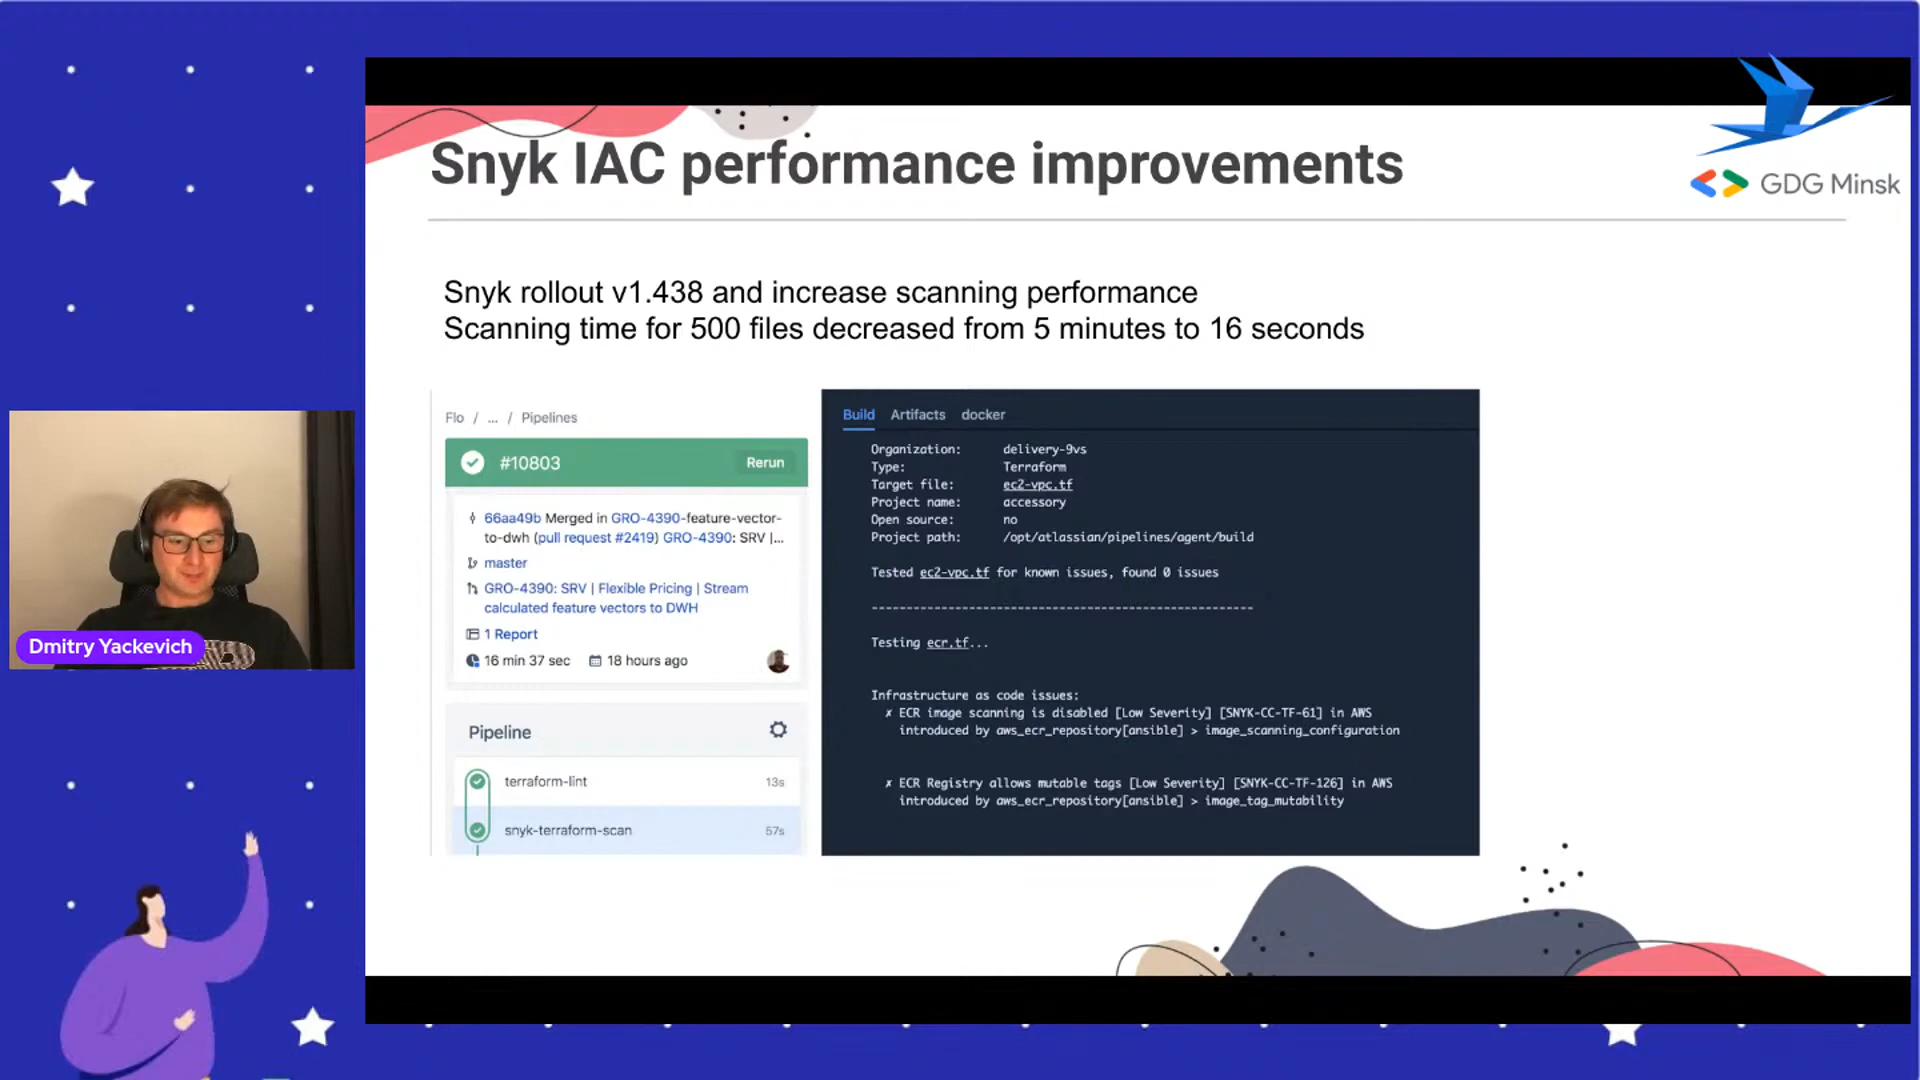 Snyk IAC performance improvements
GDG Minsk
Snyk rollout v1.438 and increase scanning performance
Scanning time for 500 files decreased from 5 minutes to 16 seconds
Flo / ... / Pipelines
#10803
Rerun
66aa49b Merged in GRO-4390-feature-vector-
to-dwh (pull request #2419) GRO-4390: SRV |...
master
GRO-4390: SRV | Flexible Pricing | Stream
calculated feature vectors to DWH
1 Report
16 min 37 sec 18 hours ago
Pipeline
terraform-lint 13s
snyk-terraform-scan 57s
Build Artifacts docker
Organization: delivery-9vs
Type: Terraform
Target file: ec2-vpc.tf
Project name: accessory
Open source: no
Project path: /opt/atlassian/pipelines/agent/build
Tested ec2-vpc.tf for known issues, found 0 issues
-------------------------------------------------------
Testing ecr.tf...
Infrastructure as code issues:
✗ ECR image scanning is disabled [Low Severity] [SNYK-CC-TF-61] in AWS
introduced by aws_ecr_repository[ansible] > image_scanning_configuration
✗ ECR Registry allows mutable tags [Low Severity] [SNYK-CC-TF-126] in AWS
introduced by aws_ecr_repository[ansible] > image_tag_mutability
Dmitry Yackevich